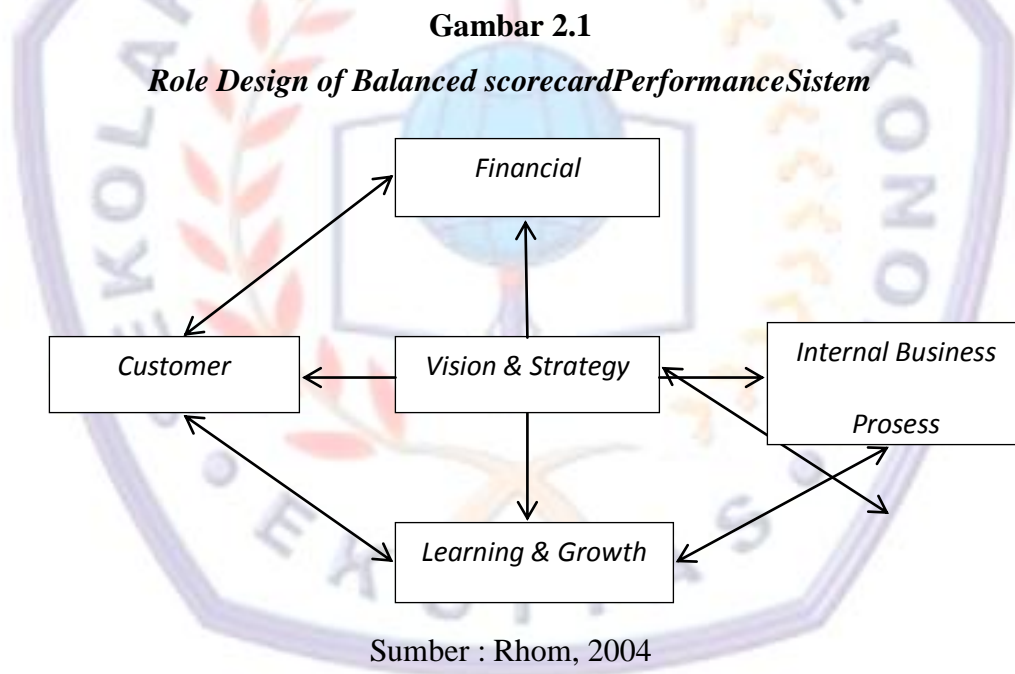 Gambar 2.1
Role Design of Balanced scorecardPerformanceSistem
Financial
Customer
Vision & Strategy
Internal Business
Prosess
Learning & Growth
Sumber : Rhom, 2004